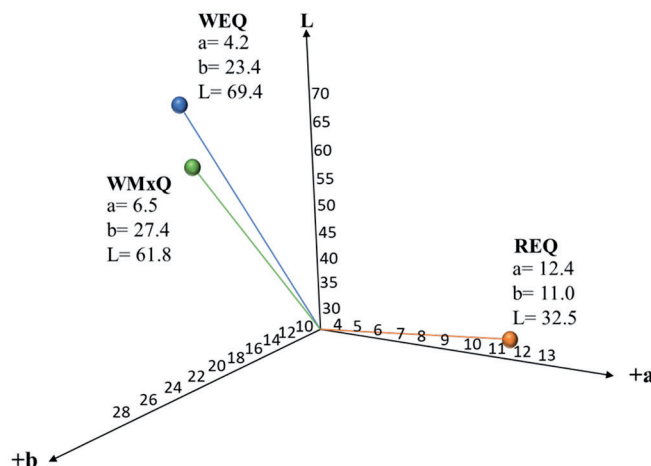 WEQ
a= 4.2
b= 23.4
L= 69.4
L
70
65
60
55
50
45
40
35
30
WMxQ
a= 6.5
b= 27.4
L= 61.8
REQ
a= 12.4
b= 11.0
L= 32.5
4 5 6 7 8 9 10 11 12 13
+a
10 12 14 16 18 20 22 24 26 28
+b